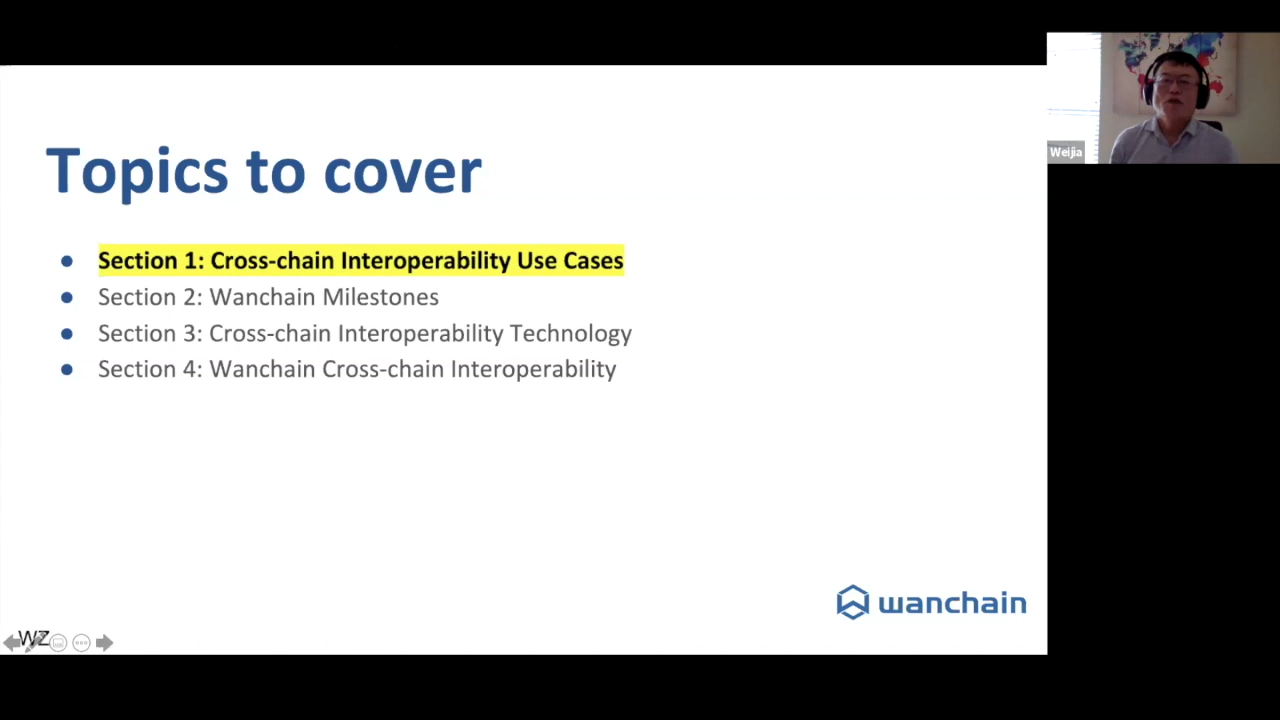 Topics to cover
Section 1: Cross-chain Interoperability Use Cases
Section 2: Wanchain Milestones
Section 3: Cross-chain Interoperability Technology
Section 4: Wanchain Cross-chain Interoperability
wanchain
WZ
Weijia